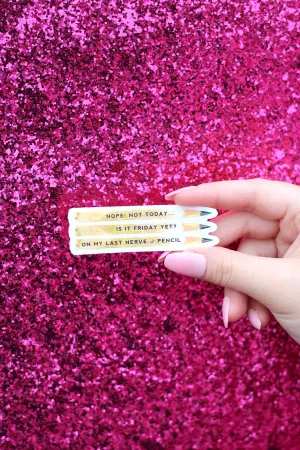 NOPE! NOT TODAY...
IS IT FRIDAY YET?
ON MY LAST NERVE & PENCIL